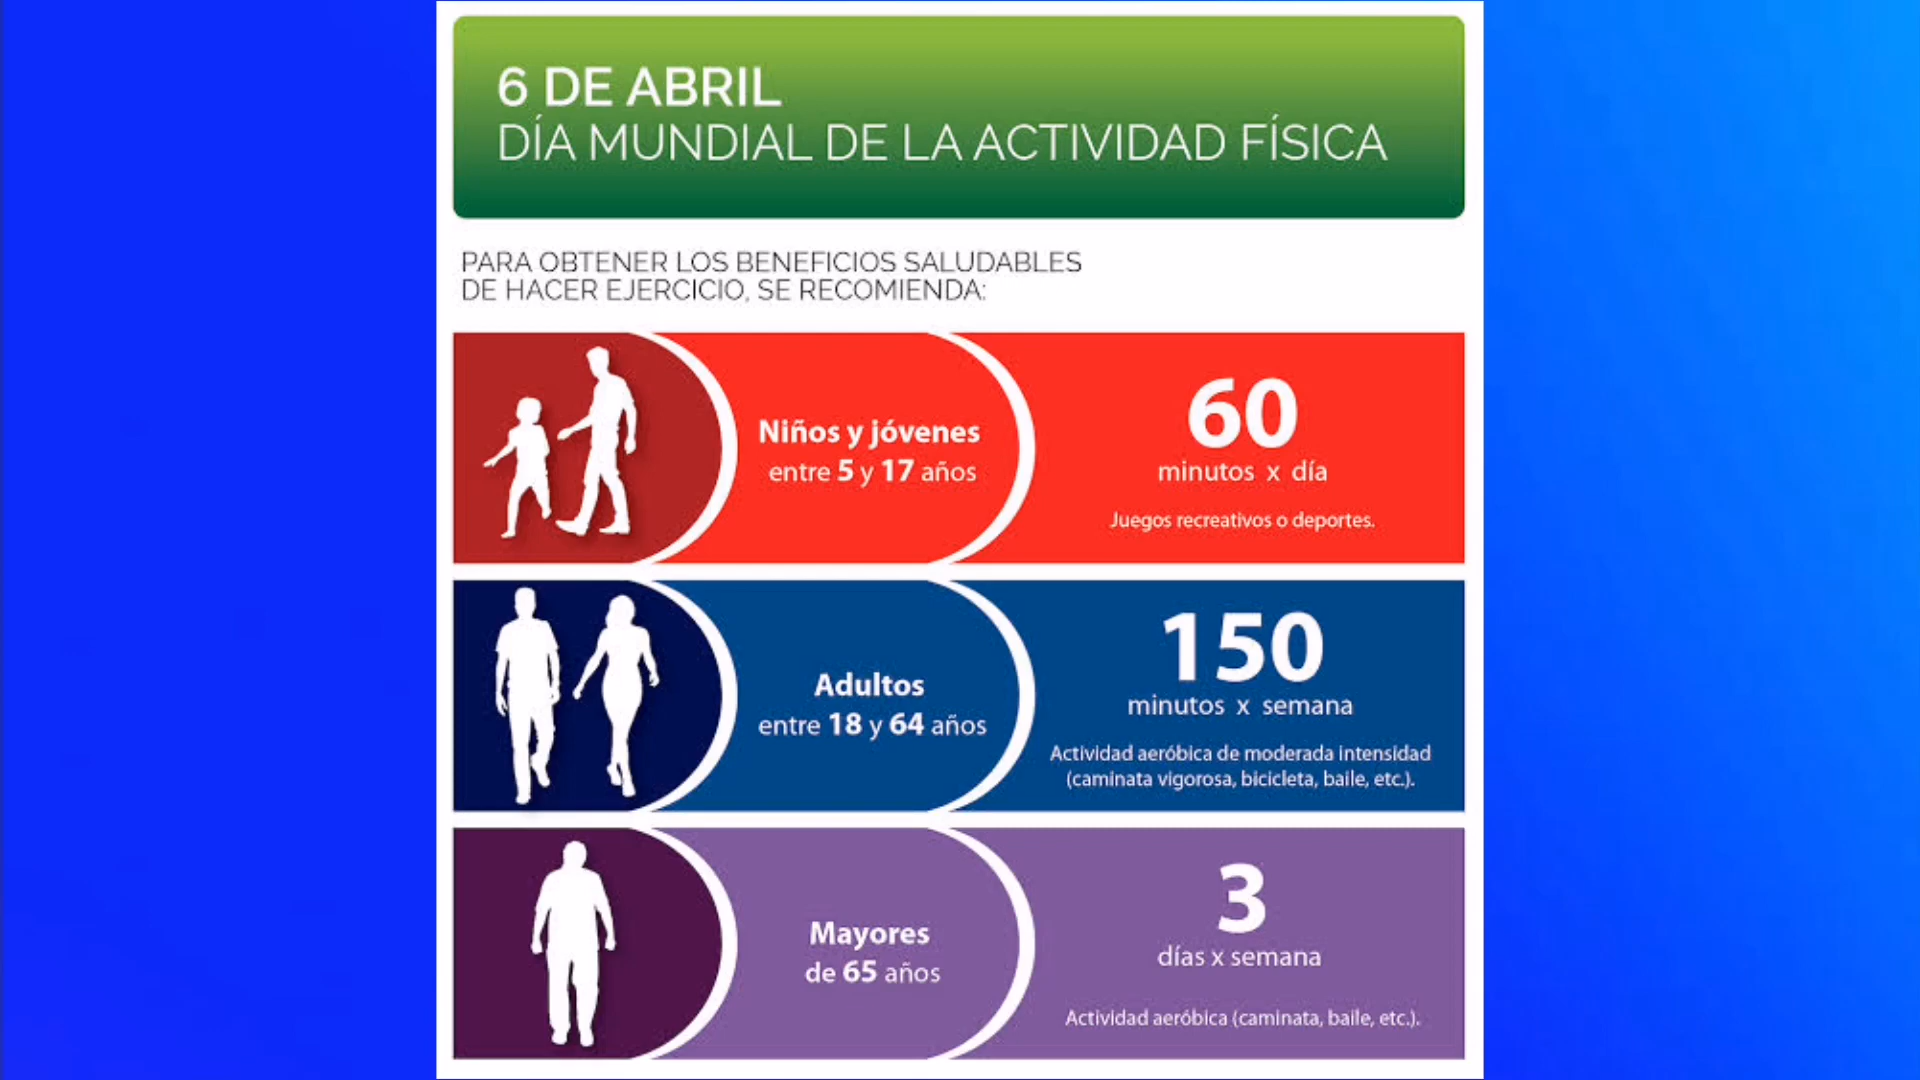 6 DE ABRIL
DÍA MUNDIAL DE LA ACTIVIDAD FÍSICA
PARA OBTENER LOS BENEFICIOS SALUDABLES
DE HACER EJERCICIO, SE RECOMIENDA:
Niños y jóvenes
entre 5 y 17 años
60
minutos x día
Juegos recreativos o deportes.
Adultos
entre 18 y 64 años
150
minutos x semana
Actividad aeróbica de moderada intensidad
(caminata vigorosa, bicicleta, baile, etc.).
Mayores
de 65 años
3
días x semana
Actividad aeróbica (caminata, baile, etc.).